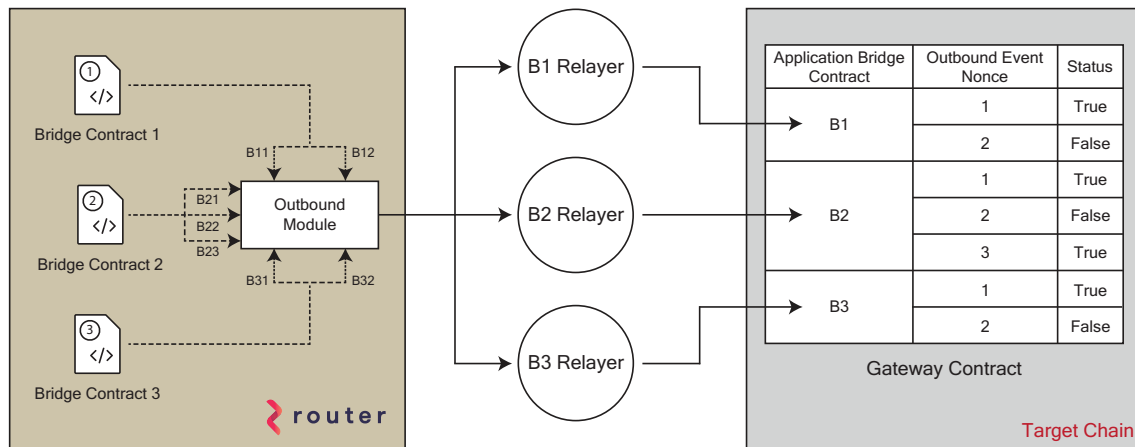 1
</>
Bridge Contract 1
2
</>
Bridge Contract 2
3
</>
Bridge Contract 3
B11
B12
B21
B22
B23
Outbound
Module
B31
B32
router
B1 Relayer
B2 Relayer
B3 Relayer
Application Bridge
Contract
Outbound Event
Nonce
Status
B1
1
True
2
False
B2
1
True
2
False
3
True
B3
1
True
2
False
Gateway Contract
Target Chain